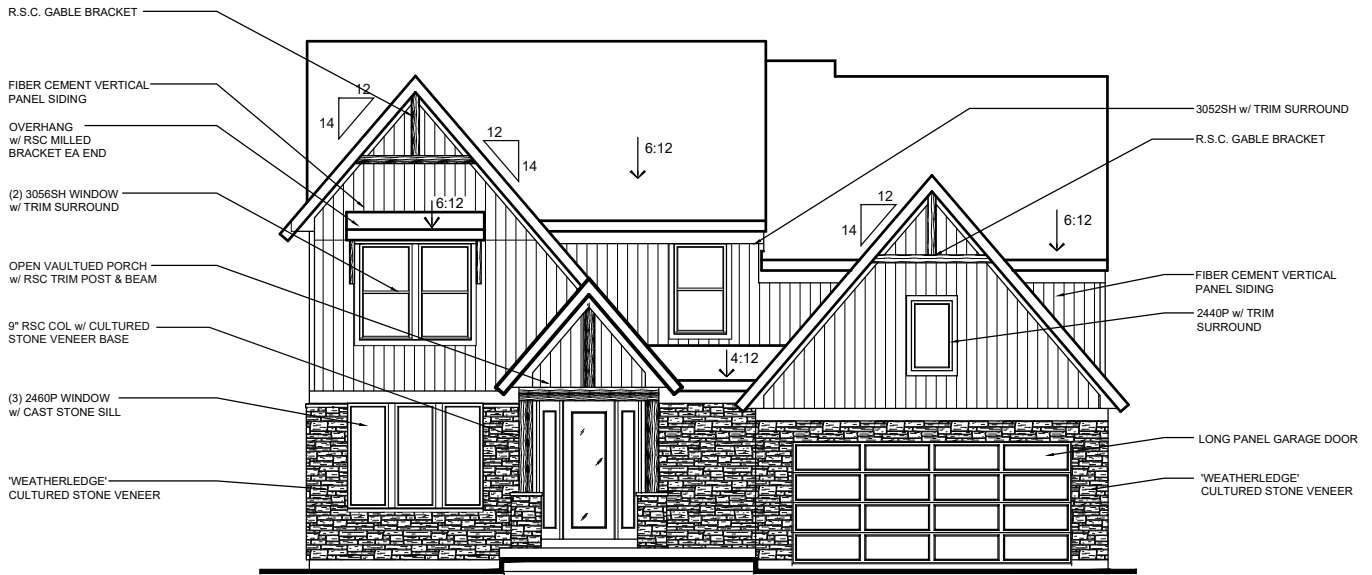 R.S.C. GABLE BRACKET
FIBER CEMENT VERTICAL
PANEL SIDING
OVERHANG
w/ RSC MILLED
BRACKET EA END
(2) 3056SH WINDOW
w/ TRIM SURROUND
OPEN VAULTUED PORCH
w/ RSC TRIM POST & BEAM
9" RSC COL w/ CULTURED
STONE VENEER BASE
(3) 2460P WINDOW
w/ CAST STONE SILL
'WEATHERLEDGE'
CULTURED STONE VENEER
12
14
12
14
6:12
6:12
4:12
12
14
6:12
3052SH w/ TRIM SURROUND
R.S.C. GABLE BRACKET
FIBER CEMENT VERTICAL
PANEL SIDING
2440P w/ TRIM
SURROUND
LONG PANEL GARAGE DOOR
'WEATHERLEDGE'
CULTURED STONE VENEER